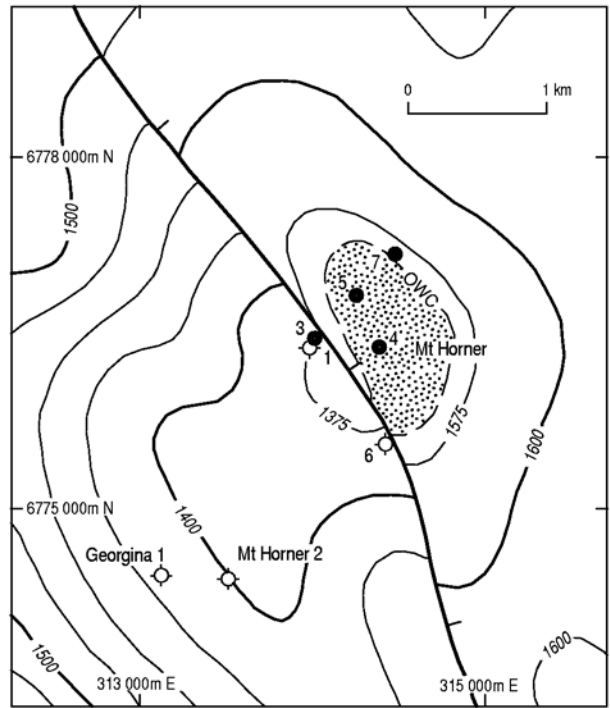 0 1 km
6778 000m N
1500
7
5
OWC
3
4
1
Mt Horner
1375
1575
6
1600
6775 000m N
1400
Georgina 1
Mt Horner 2
1500
1600
313 000m E
315 000m E